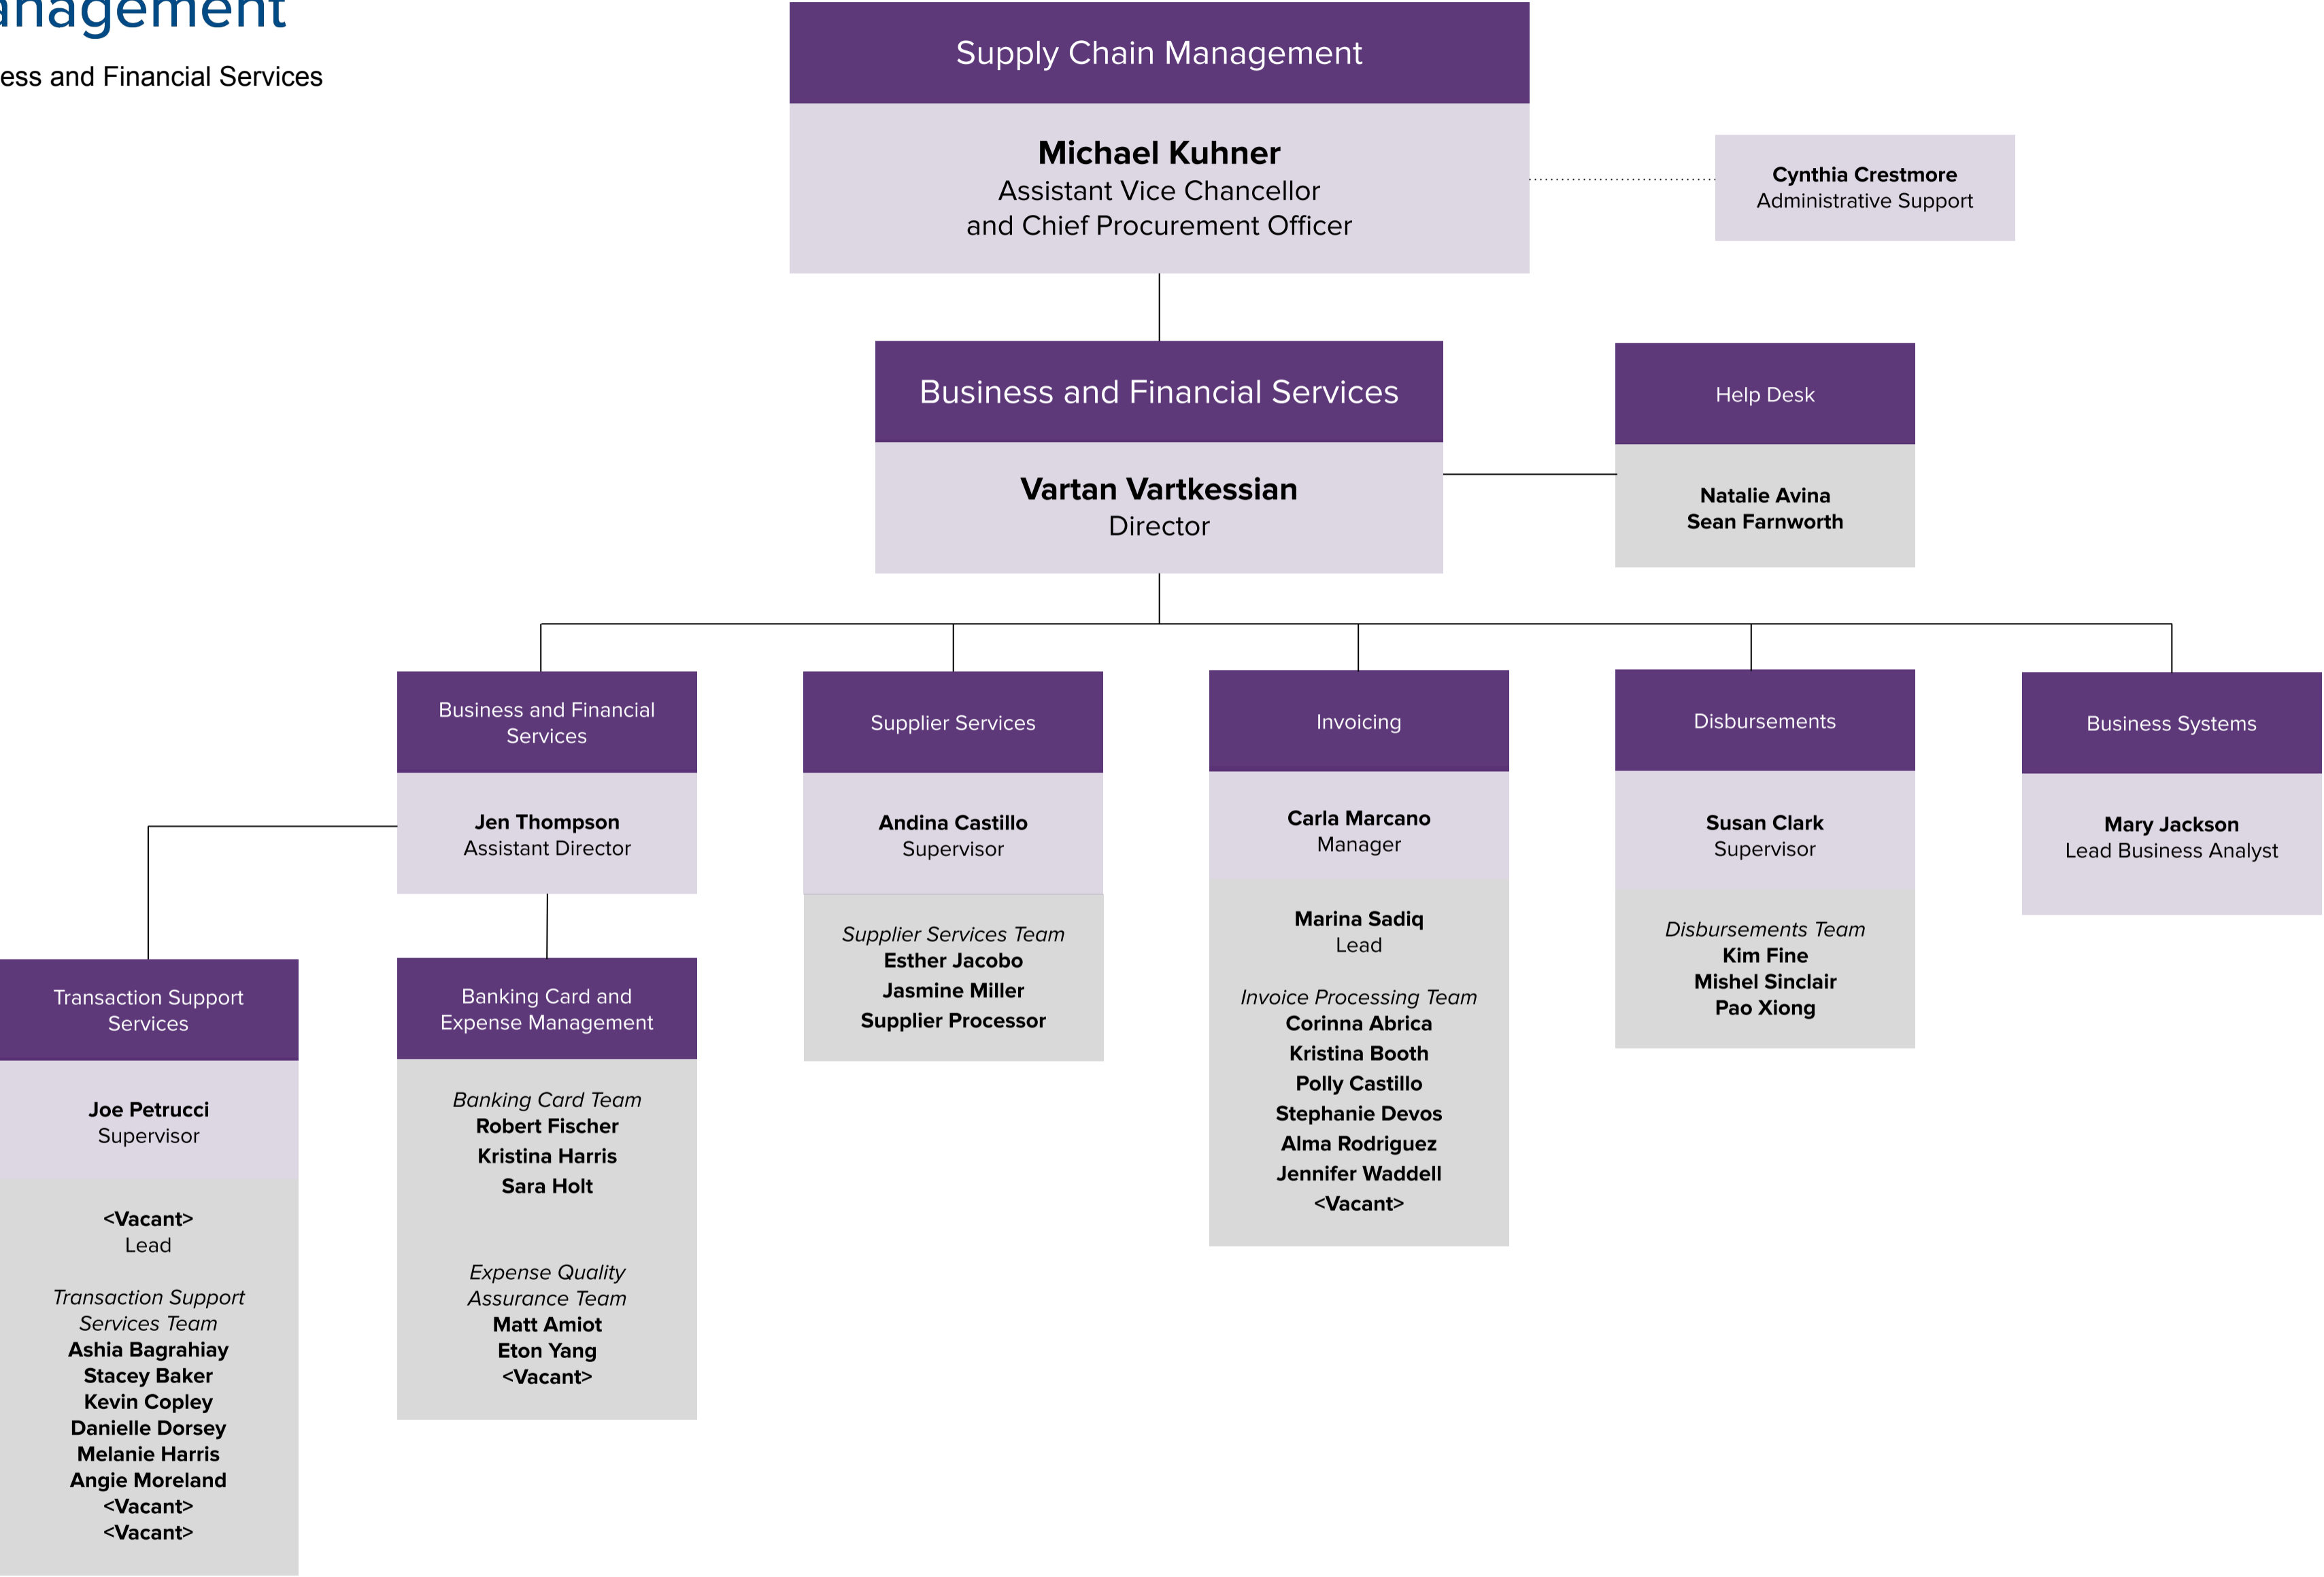 anagement
ess and Financial Services
Supply Chain Management
Michael Kuhner
Assistant Vice Chancellor
and Chief Procurement Officer
Cynthia Crestmore
Administrative Support
Business and Financial Services
Vartan Vartkessian
Director
Help Desk
Natalie Avina
Sean Farnworth
Business and Financial
Services
Jen Thompson
Assistant Director
Supplier Services
Andina Castillo
Supervisor
Supplier Services Team
Esther Jacobo
Jasmine Miller
Supplier Processor
Invoicing
Carla Marcano
Manager
Marina Sadiq
Lead
Invoice Processing Team
Corinna Abrica
Kristina Booth
Polly Castillo
Stephanie Devos
Alma Rodriguez
Jennifer Waddell
<Vacant>
Disbursements
Susan Clark
Supervisor
Disbursements Team
Kim Fine
Mishel Sinclair
Pao Xiong
Business Systems
Mary Jackson
Lead Business Analyst
Transaction Support
Services
Joe Petrucci
Supervisor
<Vacant>
Lead
Transaction Support
Services Team
Ashia Bagrahiay
Stacey Baker
Kevin Copley
Danielle Dorsey
Melanie Harris
Angie Moreland
<Vacant>
<Vacant>
Banking Card and
Expense Management
Banking Card Team
Robert Fischer
Kristina Harris
Sara Holt
Expense Quality
Assurance Team
Matt Amiot
Eton Yang
<Vacant>